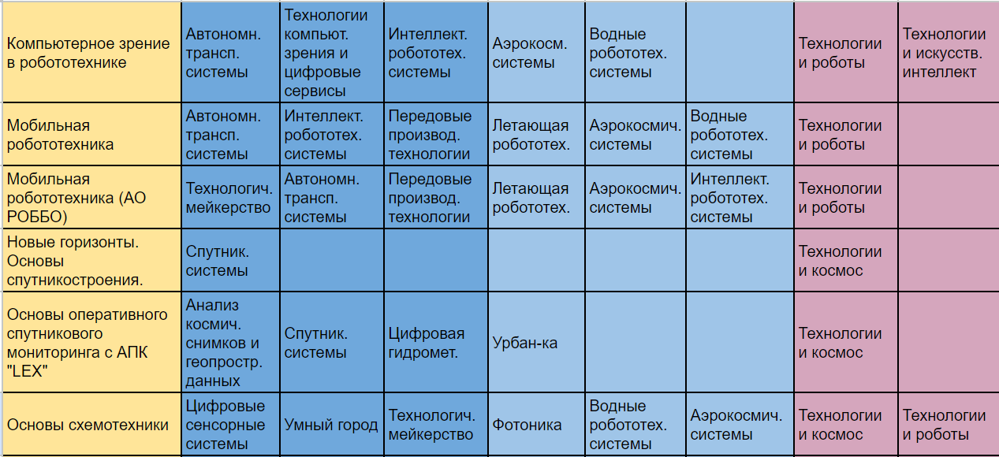 Компьютерное зрение
в робототехнике
Автономн.
трансп.
системы
Технологии
компьют.
зрения и
цифровые
сервисы
Интеллект.
робототех.
системы
Аэрокосм.
системы
Водные
робототех.
системы
Технологии
и роботы
Технологии
и искусств.
интеллект
Мобильная
робототехника
Автономн.
трансп.
системы
Интеллект.
робототех.
системы
Передовые
производ.
технологии
Летающая
робототех.
Аэрокосмич.
системы
Водные
робототех.
системы
Технологии
и роботы
Мобильная
робототехника (АО
РОББО)
Технологич.
мейкерство
Автономн.
трансп.
системы
Передовые
производ.
технологии
Летающая
робототех.
Аэрокосмич.
системы
Интеллект.
робототех.
системы
Технологии
и роботы
Новые горизонты.
Основы
спутникостроения.
Спутник.
системы
Технологии
и космос
Основы оперативного
спутникового
мониторинга с АПК
"LEX"
Анализ
космич.
снимков и
геопростр.
данных
Спутник.
системы
Цифровая
гидромет.
Урбан-ка
Технологии
и космос
Основы схемотехники
Цифровые
сенсорные
системы
Умный город
Технологич.
мейкерство
Фотоника
Водные
робототех.
системы
Аэрокосмич.
системы
Технологии
и космос
Технологии
и роботы